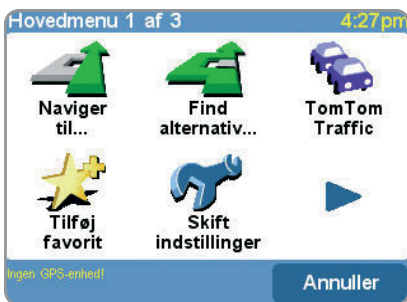 Hovedmenu 1 af 3 4:27pm
Naviger
til...
Find
alternativ...
TomTom
Traffic
Tilføj
favorit
Skift
indstillinger
Ingen GPS-enhed!
Annuller